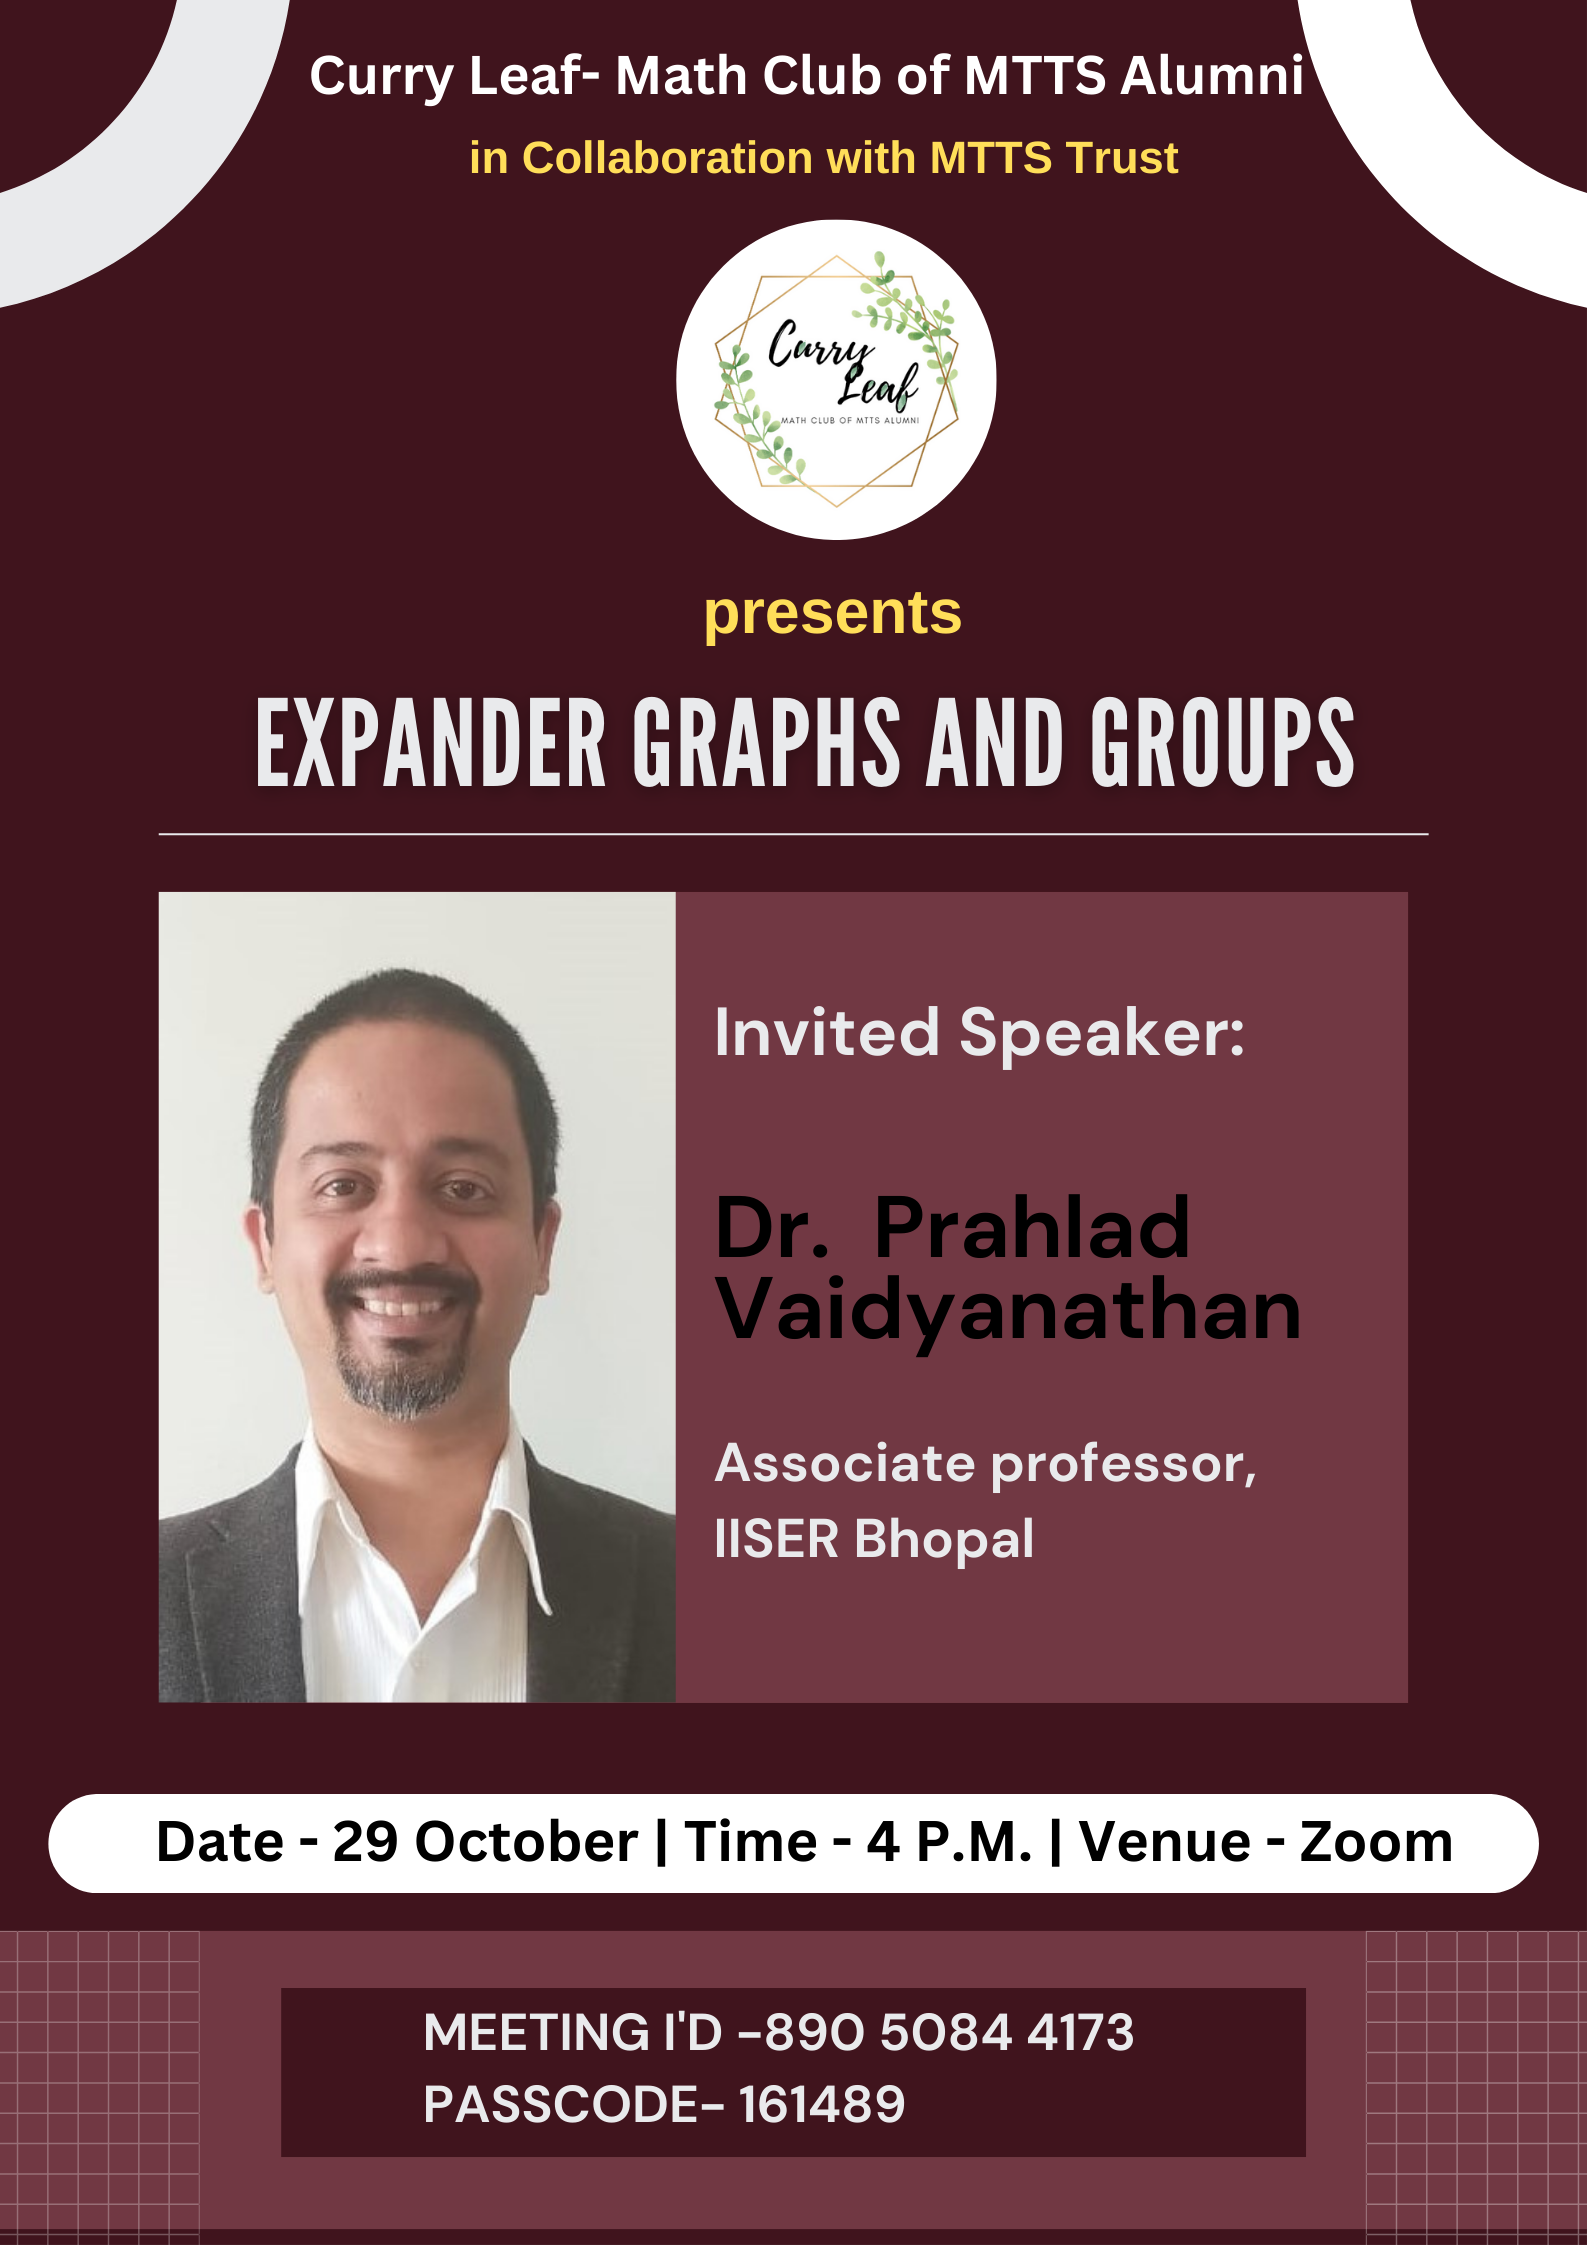 Curry Leaf- Math Club of MTTS Alumni
in Collaboration with MTTS Trust
Curry
Leaf
MATH CLUB OF MTTS ALUMNI
presents
EXPANDER GRAPHS AND GROUPS
Invited Speaker:
Dr. Prahlad
Vaidyanathan
Associate professor,
IISER Bhopal
Date - 29 October | Time - 4 P.M. | Venue - Zoom
MEETING I'D -890 5084 4173
PASSCODE- 161489